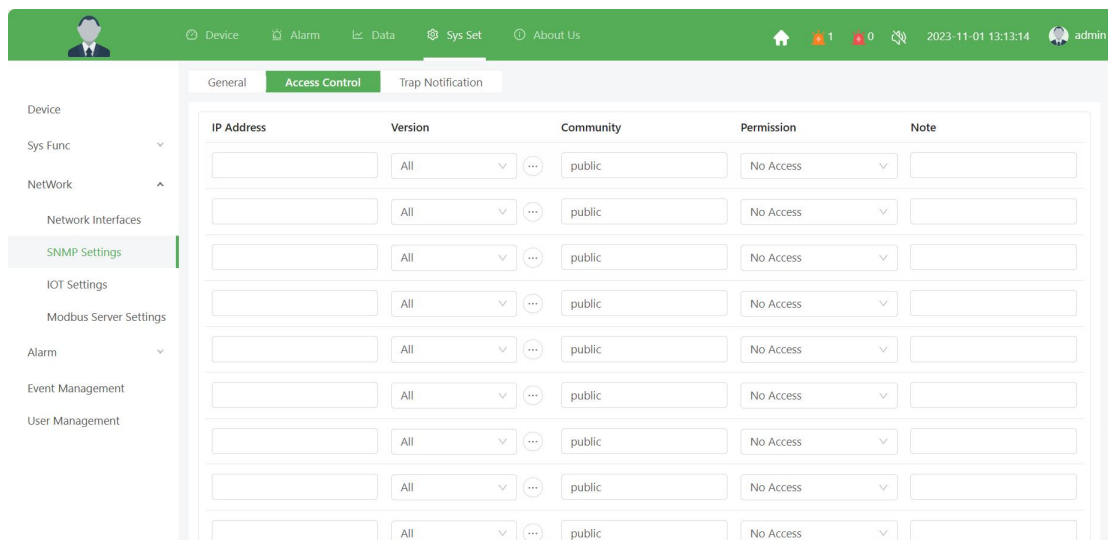 Device Alarm Data Sys Set About Us 1 0 2023-11-01 13:13:14 admin
General Access Control Trap Notification
Device
Sys Func
NetWork
Network Interfaces
SNMP Settings
IOT Settings
Modbus Server Settings
Alarm
Event Management
User Management
IP Address Version Community Permission Note
All public No Access
All public No Access
All public No Access
All public No Access
All public No Access
All public No Access
All public No Access
All public No Access
All public No Access